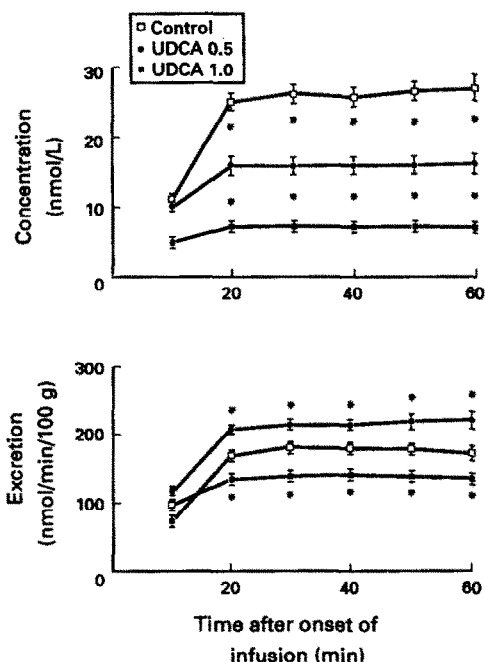 Control
UDCA 0.5
UDCA 1.0
Concentration
(nmol/L)
30
20
10
0
20
40
60
* * * * *
* * * * *
Excretion
(nmol/min/100 g)
300
200
100
0
* * * * *
* * * * *
20
40
60
Time after onset of
infusion (min)